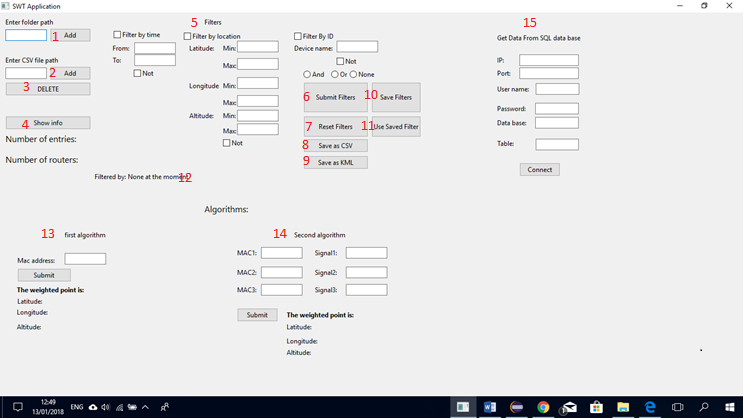 SWT Application
Enter folder path
1 Add
Enter CSV file path
2 Add
3 DELETE
4 Show info
Number of entries:
Number of routers:
Filtered by: None at the moment
12
5 Filters
Filter by time
From:
To:
Not
Filter by location
Latitude: Min:
Max:
Longitude Min:
Max:
Altitude: Min:
Max:
Not
Filter By ID
Device name:
Not
And Or None
6 Submit Filters 10 Save Filters
7 Reset Filters 11 Use Saved Filter
8 Save as CSV
9 Save as KML
15
Get Data From SQL data base
IP:
Port:
User name:
Password:
Data base:
Table:
Connect
Algorithms:
13 first algorithm
Mac address:
Submit
The weighted point is:
Latitude:
Longitude:
Altitude:
14 Second algorithm
MAC1: Signal1:
MAC2: Signal2:
MAC3: Signal3:
Submit
The weighted point is:
Latitude:
Longitude:
Altitude:
12:49
13/01/2018
ENG